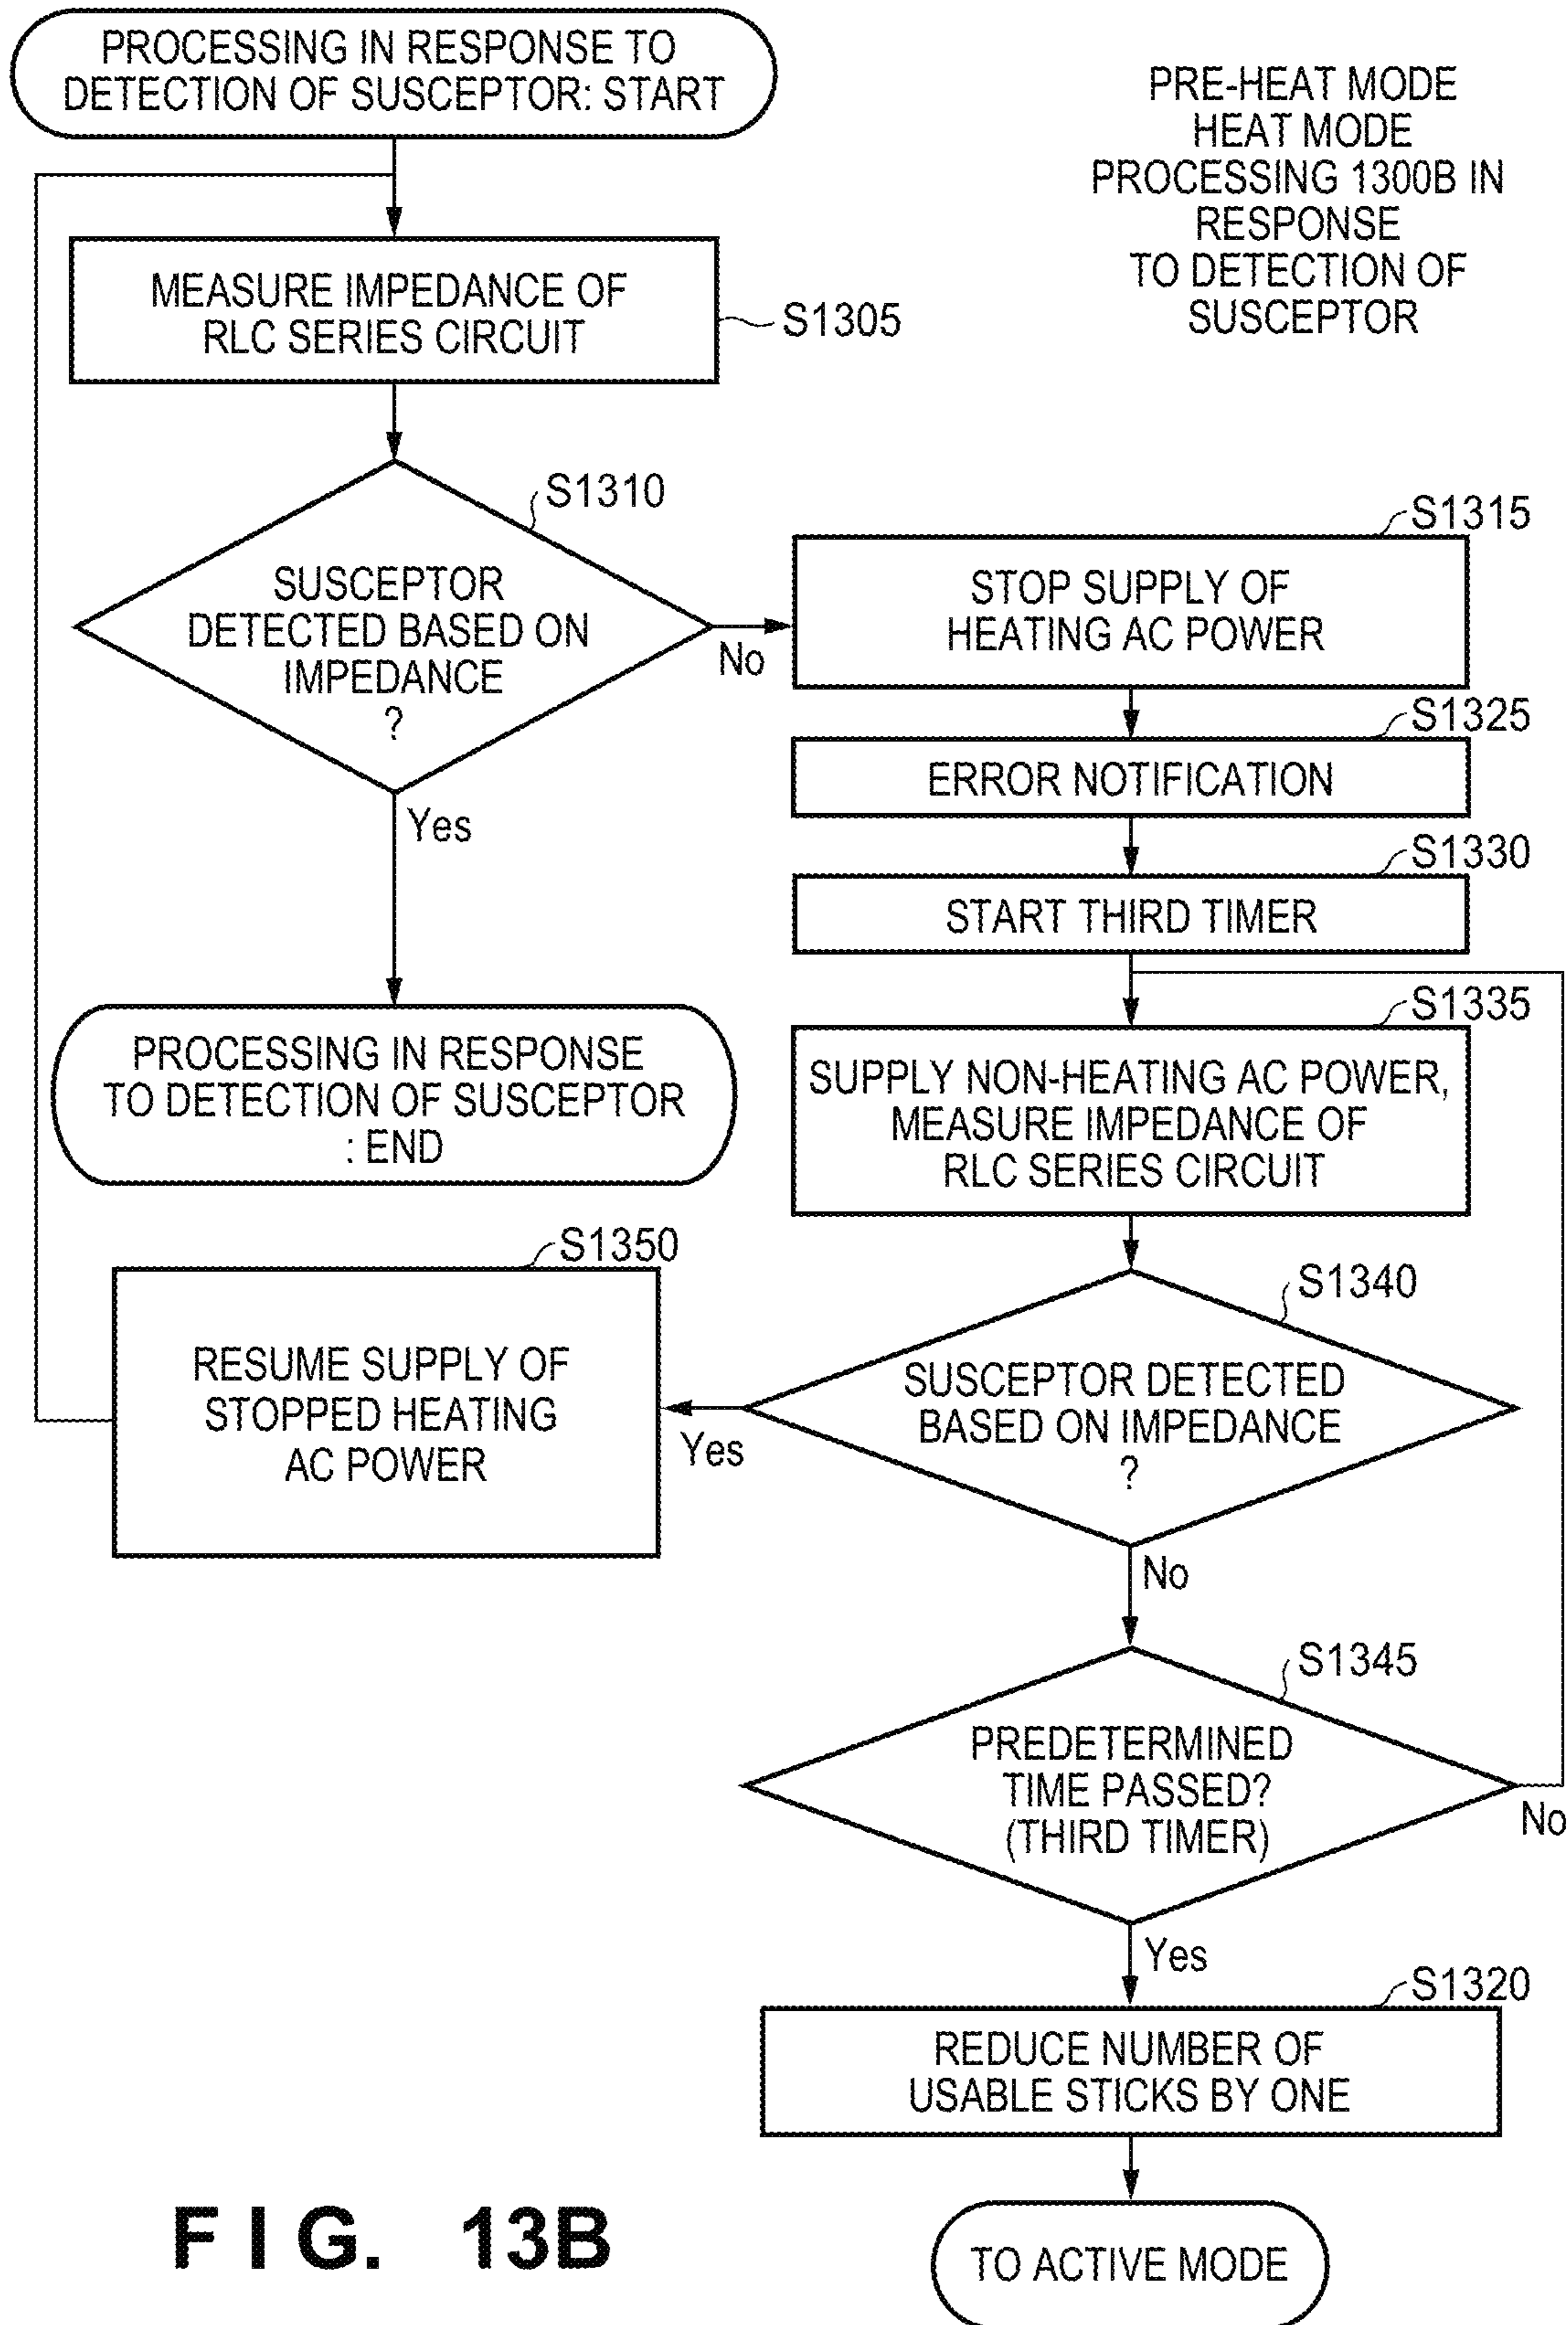 PROCESSING IN RESPONSE TO
DETECTION OF SUSCEPTOR: START
PRE-HEAT MODE
HEAT MODE
PROCESSING 1300B IN
RESPONSE
TO DETECTION OF
SUSCEPTOR
MEASURE IMPEDANCE OF
RLC SERIES CIRCUIT
S1305
S1310
SUSCEPTOR
DETECTED BASED ON
IMPEDANCE
?
No
Yes
S1315
STOP SUPPLY OF
HEATING AC POWER
S1325
ERROR NOTIFICATION
S1330
START THIRD TIMER
PROCESSING IN RESPONSE
TO DETECTION OF SUSCEPTOR
: END
S1335
SUPPLY NON-HEATING AC POWER,
MEASURE IMPEDANCE OF
RLC SERIES CIRCUIT
S1350
RESUME SUPPLY OF
STOPPED HEATING
AC POWER
S1340
SUSCEPTOR DETECTED
BASED ON IMPEDANCE
?
Yes
No
S1345
PREDETERMINED
TIME PASSED?
(THIRD TIMER)
No
Yes
S1320
REDUCE NUMBER OF
USABLE STICKS BY ONE
TO ACTIVE MODE
FIG. 13B